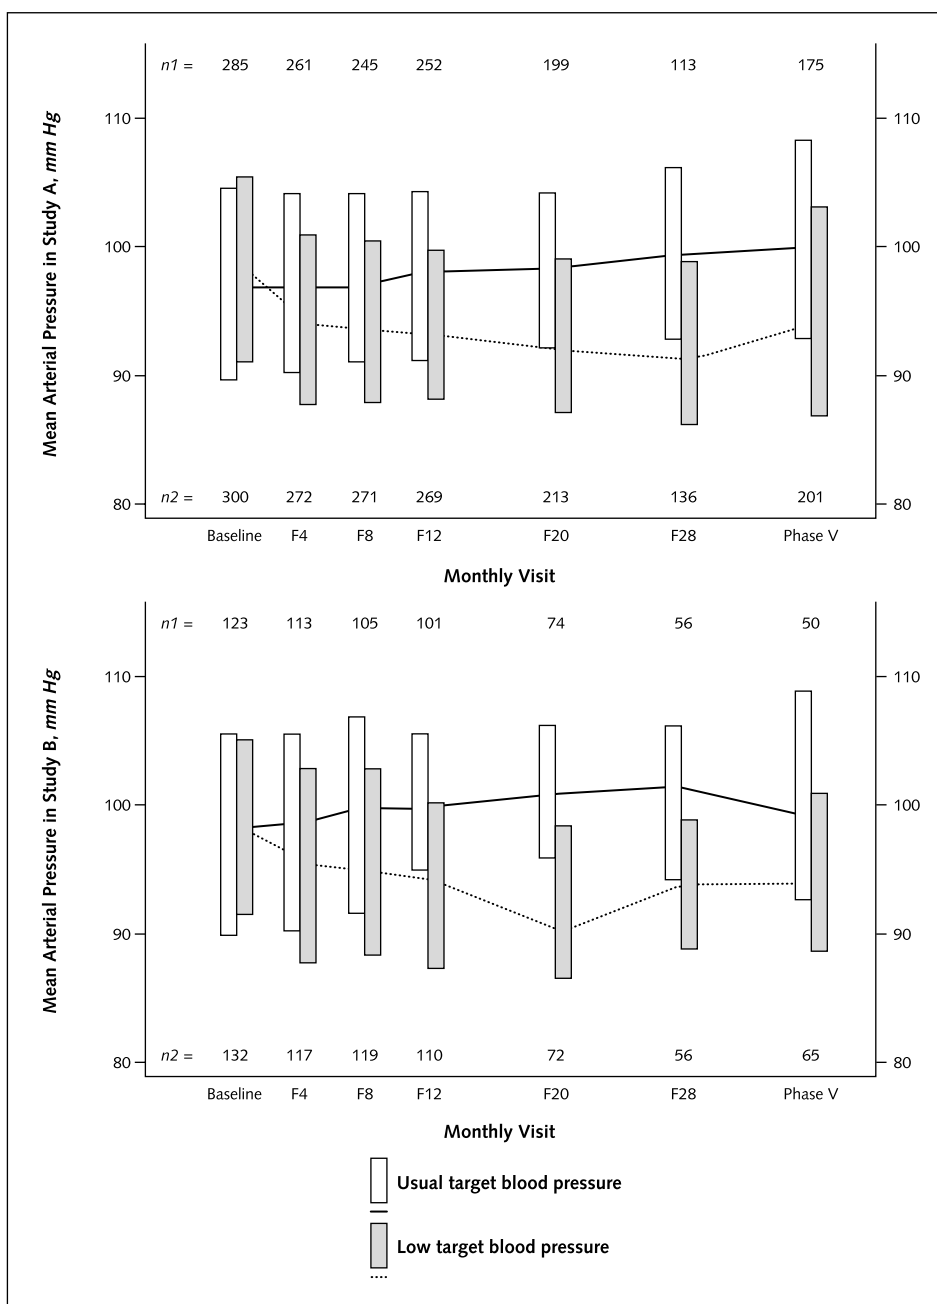 n1 = 285 261 245 252 199 113 175
110 110
100 100
90 90
Mean Arterial Pressure in Study A, mm Hg
n2 = 300 272 271 269 213 136 201
80 80
Baseline F4 F8 F12 F20 F28 Phase V
Monthly Visit
n1 = 123 113 105 101 74 56 50
110 110
100 100
90 90
Mean Arterial Pressure in Study B, mm Hg
n2 = 132 117 119 110 72 56 65
80 80
Baseline F4 F8 F12 F20 F28 Phase V
Monthly Visit
Usual target blood pressure
Low target blood pressure